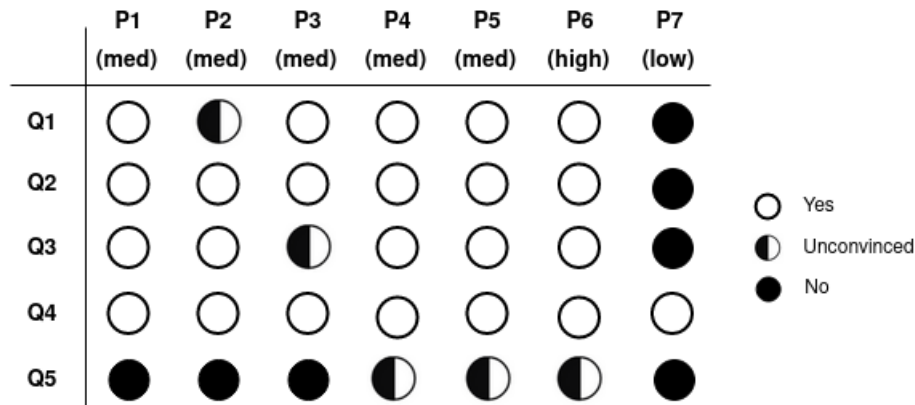 P1 P2 P3 P4 P5 P6 P7
(med) (med) (med) (med) (med) (high) (low)
Q1
Q2
Q3
Q4
Q5
Yes
Unconvinced
No